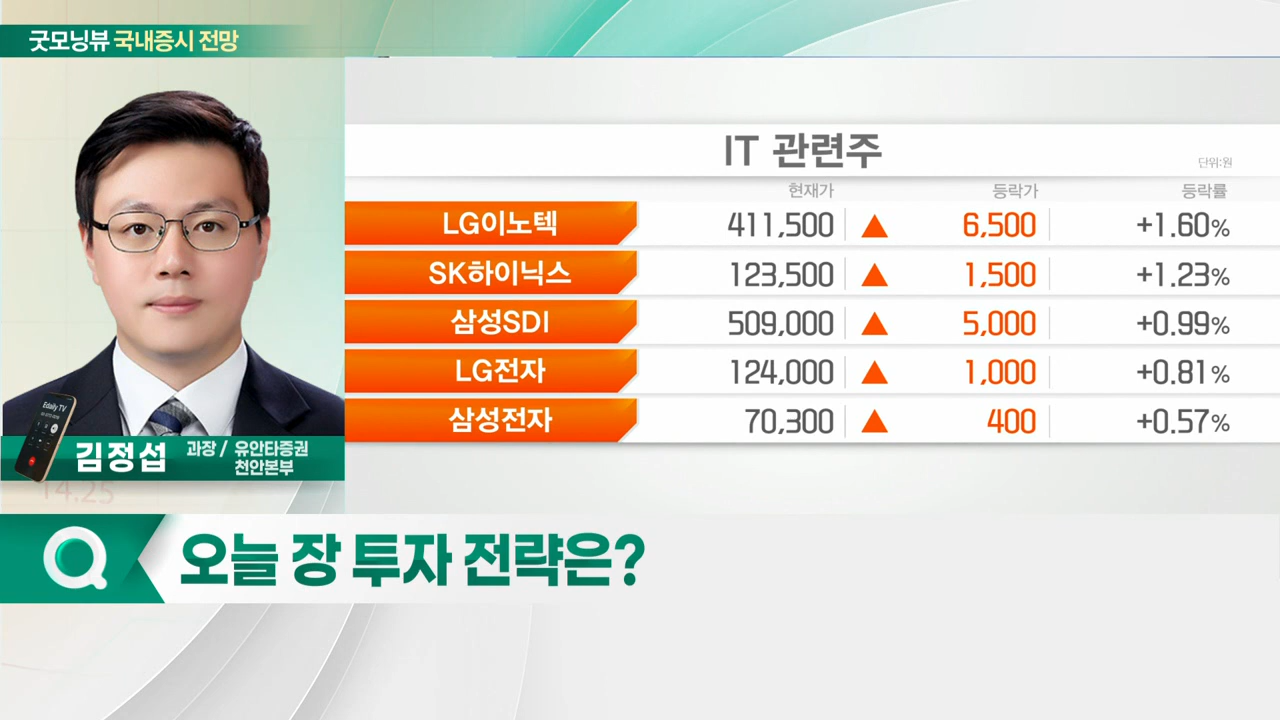 굿모닝뷰 국내증시 전망
IT 관련주
단위:원
현재가 등락가 등락률
LG이노텍 411,500 ▲ 6,500 +1.60%
SK하이닉스 123,500 ▲ 1,500 +1.23%
삼성SDI 509,000 ▲ 5,000 +0.99%
LG전자 124,000 ▲ 1,000 +0.81%
삼성전자 70,300 ▲ 400 +0.57%
Edaily TV
김정섭 과장 / 유안타증권
천안본부
14.25
Q 오늘 장 투자 전략은?